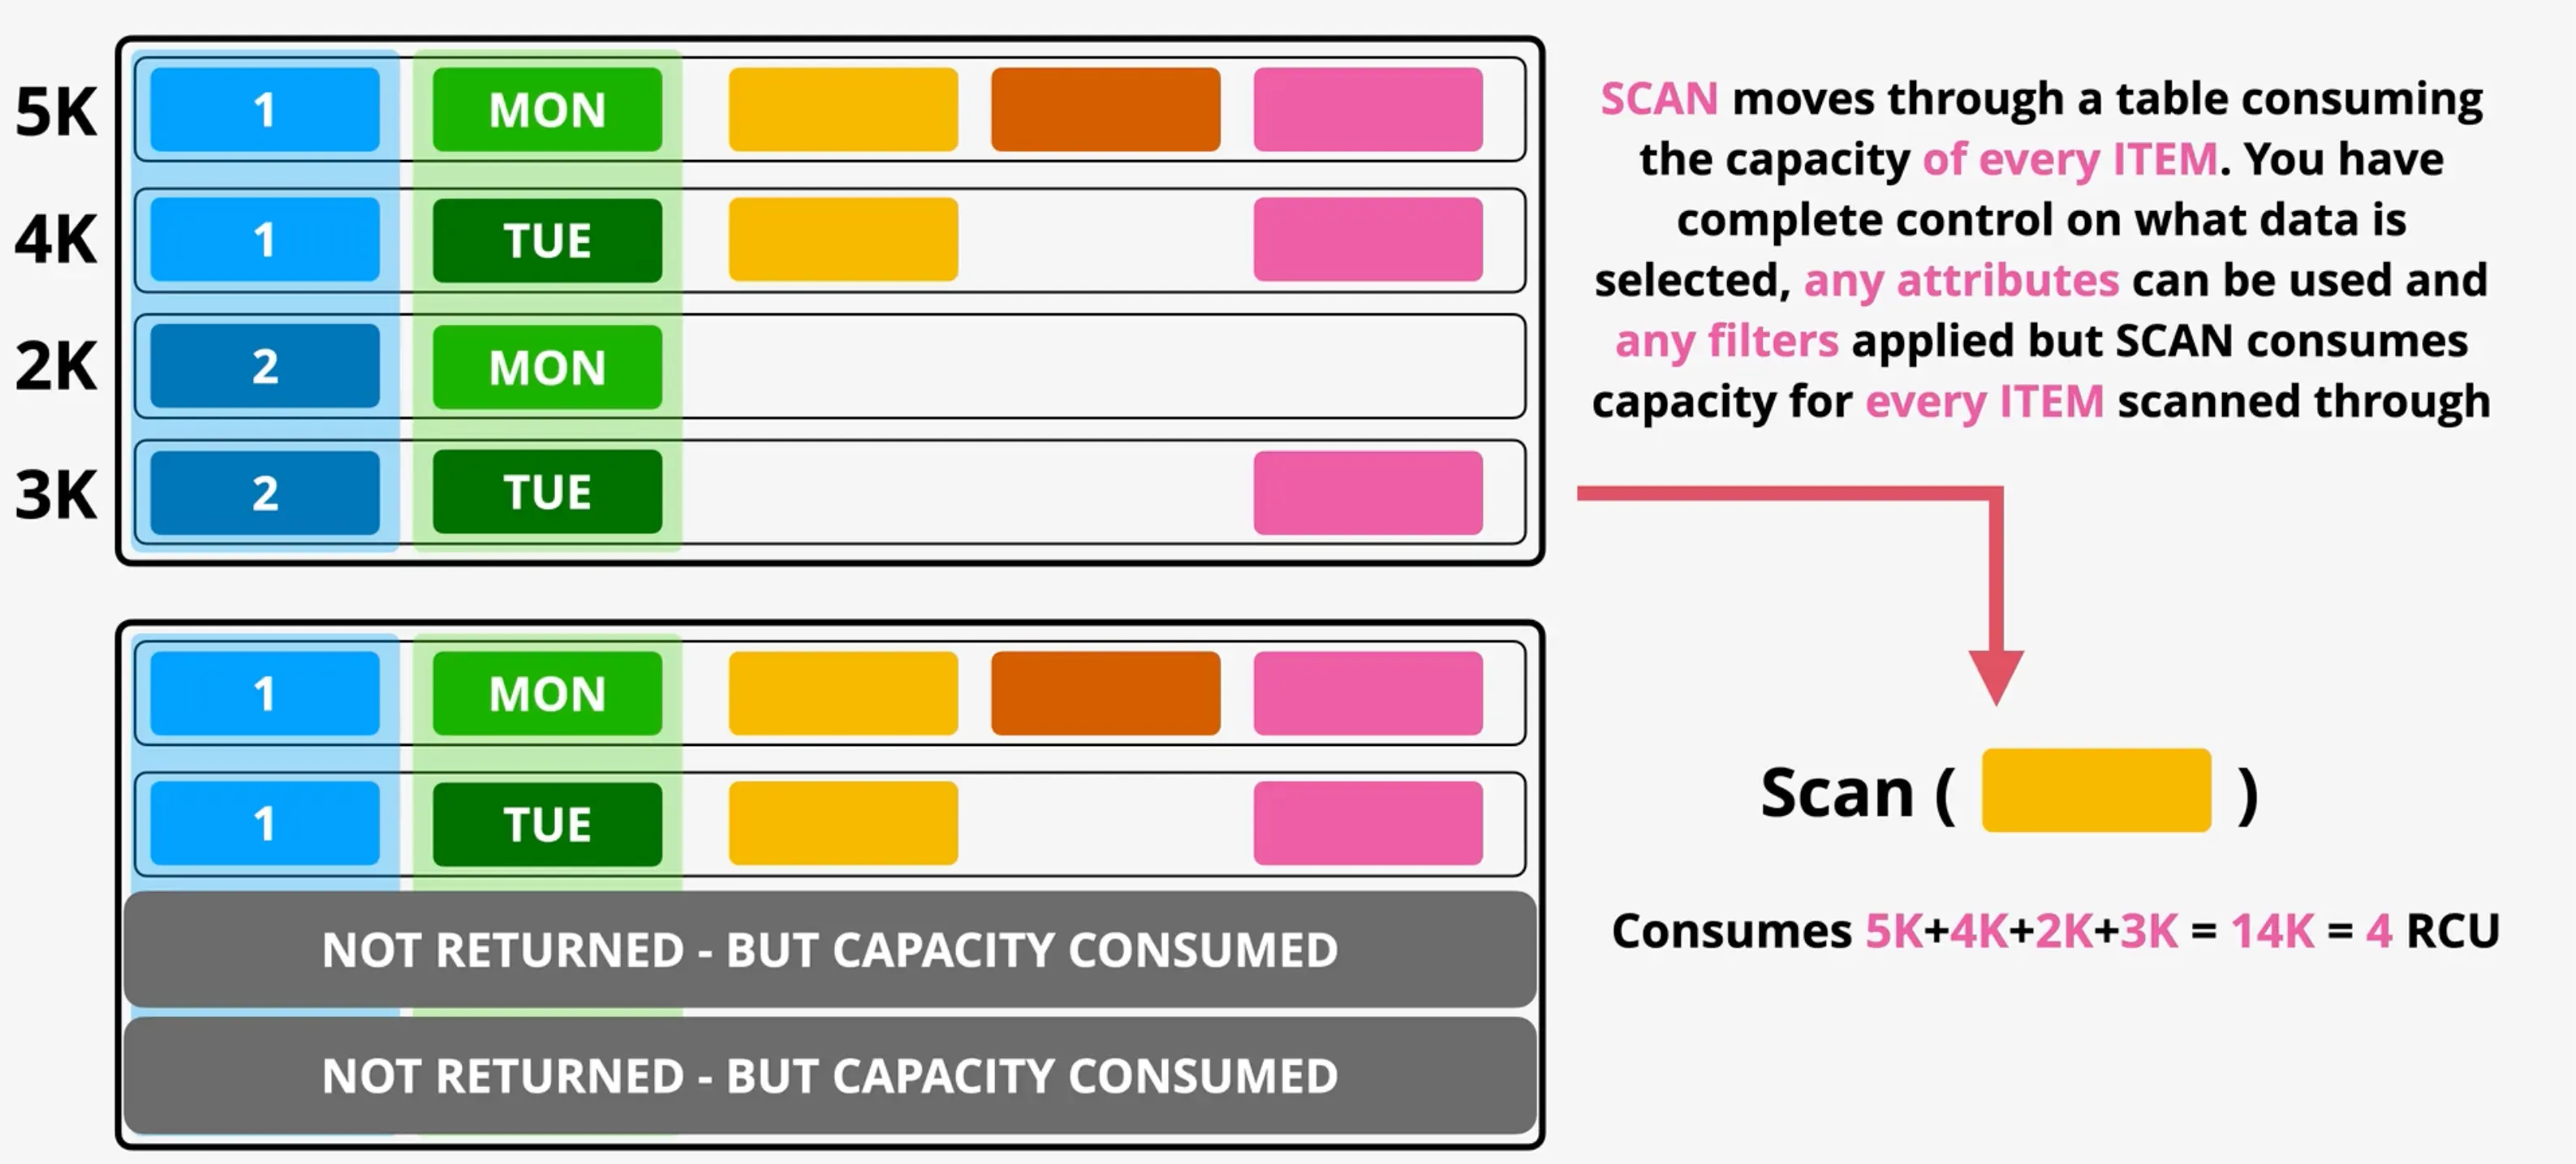 5K
1
MON
4K
1
TUE
2K
2
MON
3K
2
TUE
SCAN moves through a table consuming
the capacity of every ITEM. You have
complete control on what data is
selected, any attributes can be used and
any filters applied but SCAN consumes
capacity for every ITEM scanned through
1
MON
1
TUE
NOT RETURNED - BUT CAPACITY CONSUMED
NOT RETURNED - BUT CAPACITY CONSUMED
Scan ( )
Consumes 5K+4K+2K+3K = 14K = 4 RCU